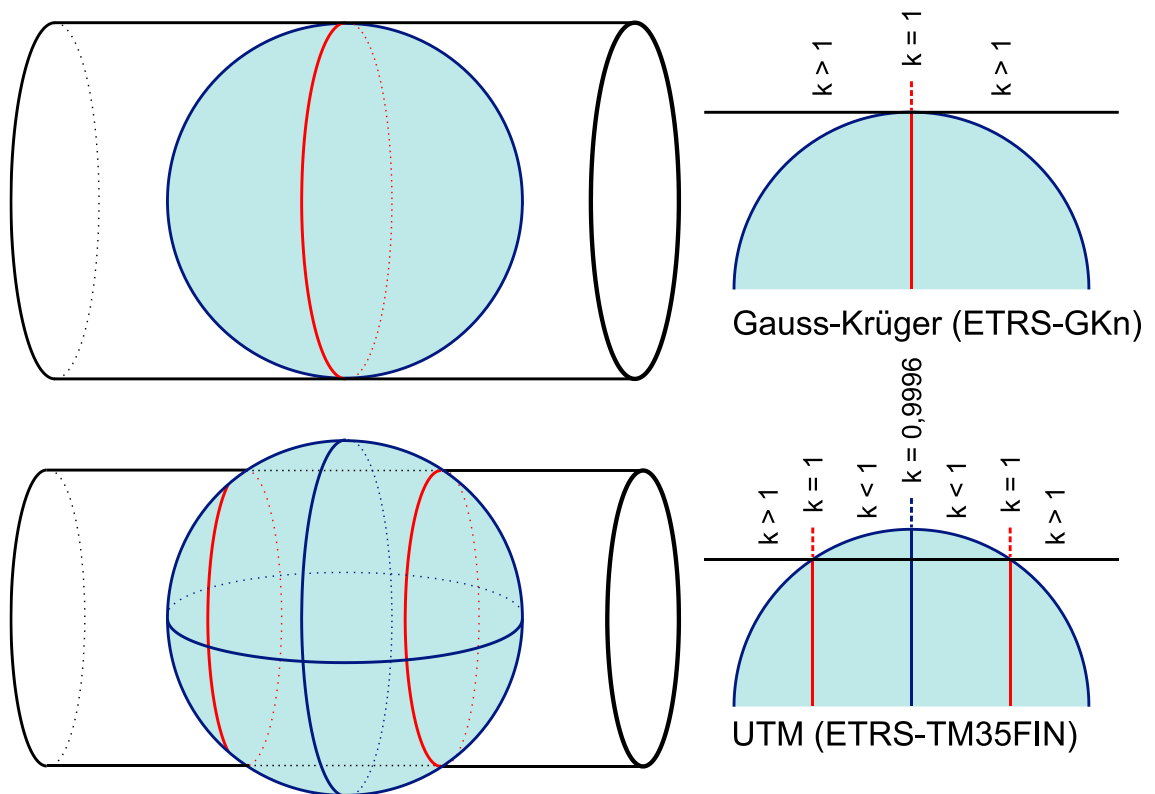 k > 1
k = 1
k > 1
Gauss-Krüger (ETRS-GKn)
k > 1
k = 1
k < 1
k = 0,9996
k < 1
k = 1
k > 1
UTM (ETRS-TM35FIN)